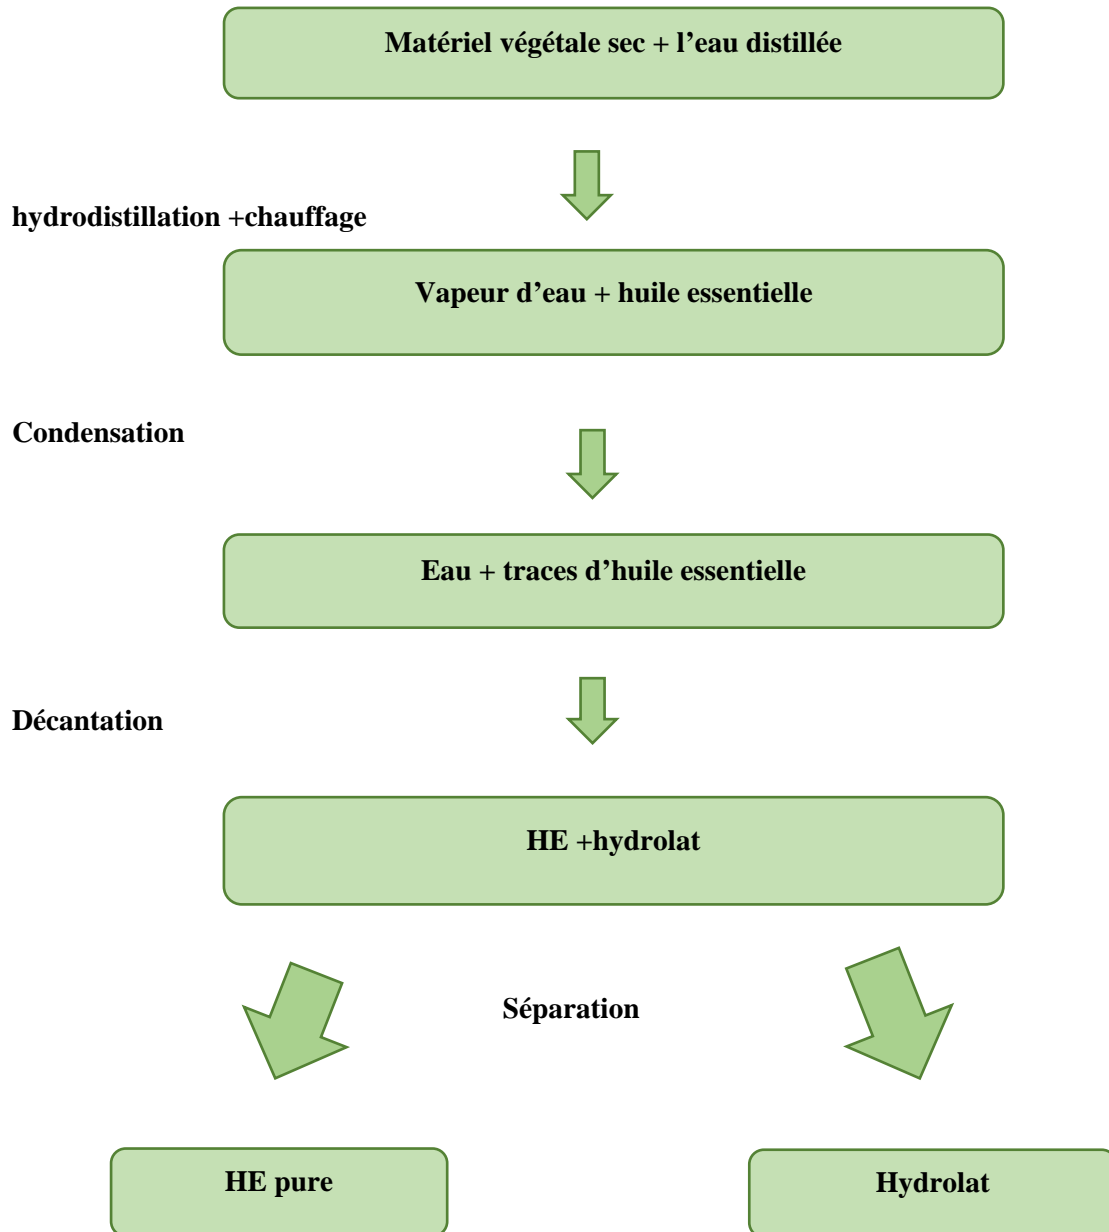 Matériel végétale sec + l’eau distillée
hydrodistillation +chauffage
Vapeur d’eau + huile essentielle
Condensation
Eau + traces d’huile essentielle
Décantation
HE +hydrolat
Séparation
HE pure
Hydrolat